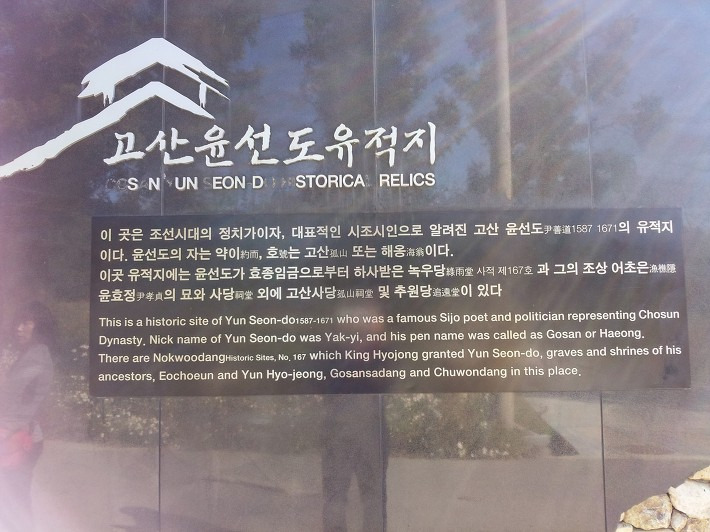 고산윤선도유적지
S N YUN SEON-D STORICAL RELICS
이 곳은 조선시대의 정치가이자, 대표적인 시조시인으로 알려진 고산 윤선도尹善道1587 1671의 유적지
이다. 윤선도의 자는 약이約而, 호號는 고산孤山 또는 해옹海翁이다.
이곳 유적지에는 윤선도가 효종임금으로부터 하사받은 녹우당綠雨堂 사적 제167호 과 그의 조상 어초은漁樵隱
윤효정尹孝貞의 묘와 사당祠堂 외에 고산사당孤山祠堂 및 추원당追遠堂이 있다
This is a historic site of Yun Seon-do1587-1671 who was a famous Sijo poet and politician representing Chosun
Dynasty. Nick name of Yun Seon-do was Yak-yi, and his pen name was called as Gosan or Haeong.
There are NokwoodangHistoric Sites, No. 167 which King Hyojong granted Yun Seon-do, graves and shrines of his
ancestors, Eochoeun and Yun Hyo-jeong, Gosansadang and Chuwondang in this place.